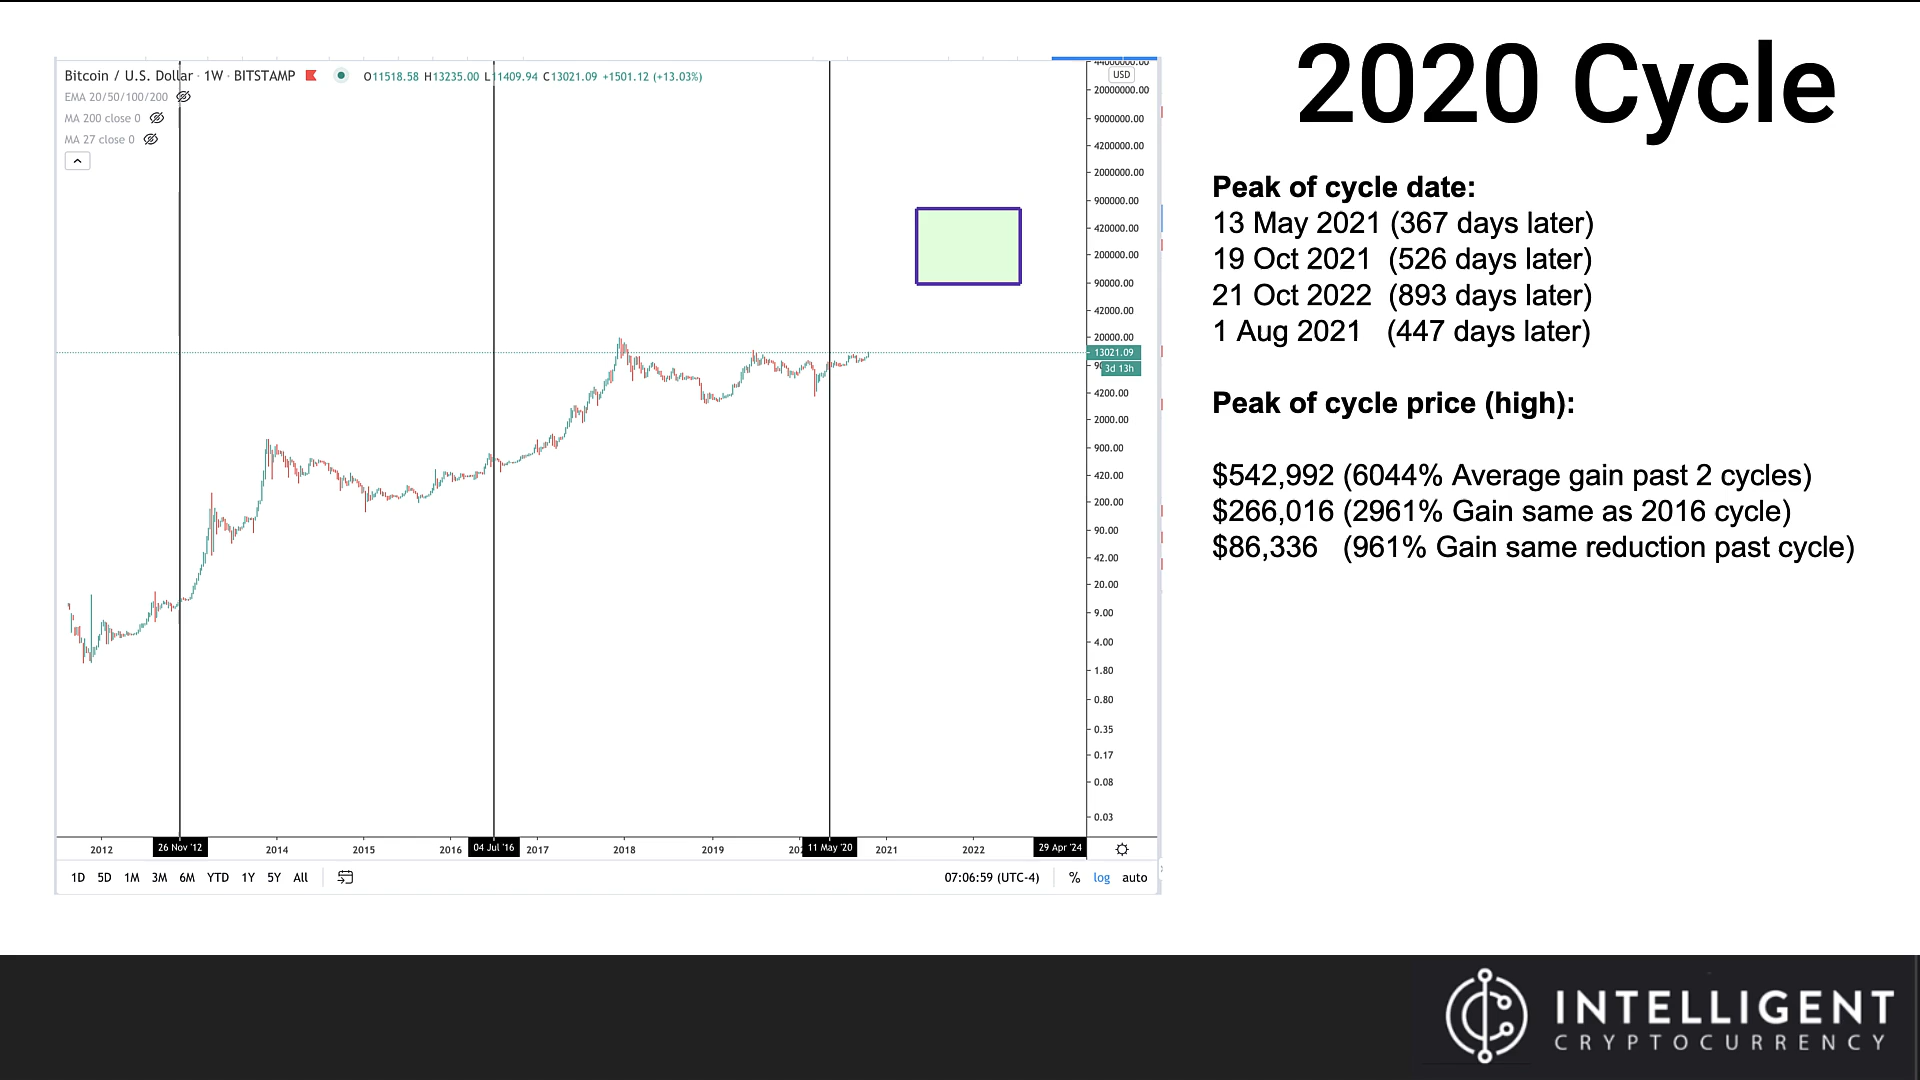 2020 Cycle
Bitcoin / U.S. Dollar · 1W · BITSTAMP O11518.58 H13235.00 L11409.94 C13021.09 +1501.12 (+13.03%)
EMA 20/50/100/200
MA 200 close 0
MA 27 close 0
USD
20000000.00
9000000.00
4200000.00
2000000.00
900000.00
420000.00
200000.00
90000.00
42000.00
20000.00
13021.09
3d 13h
4200.00
2000.00
900.00
420.00
200.00
90.00
42.00
20.00
9.00
4.00
1.80
0.80
0.35
0.17
0.08
0.03
2012 26 Nov '12 2014 2015 2016 04 Jul '16 2017 2018 2019 11 May '20 2021 2022 29 Apr '24
1D 5D 1M 3M 6M YTD 1Y 5Y All 07:06:59 (UTC-4) % log auto
Peak of cycle date:
13 May 2021 (367 days later)
19 Oct 2021 (526 days later)
21 Oct 2022 (893 days later)
1 Aug 2021 (447 days later)
Peak of cycle price (high):
$542,992 (6044% Average gain past 2 cycles)
$266,016 (2961% Gain same as 2016 cycle)
$86,336 (961% Gain same reduction past cycle)
INTELLIGENT
CRYPTOCURRENCY